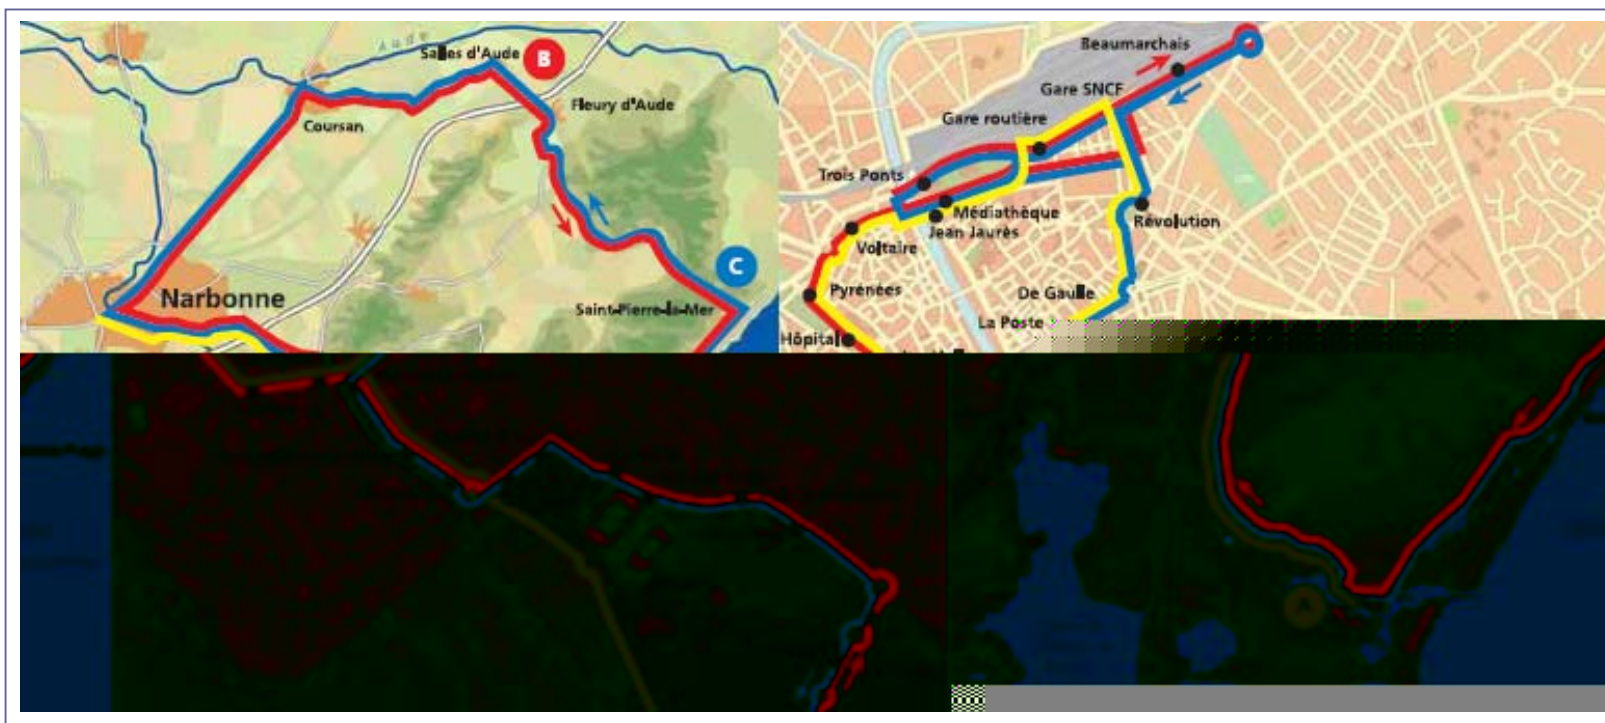 Aude
Salles d'Aude
B
Fleury d'Aude
Coursan
C
Narbonne
Saint-Pierre-la-Mer
Beaumarchais
Gare SNCF
Gare routière
Trois Ponts
Médiathèque
Jean Jaurès
Révolution
Voltaire
Pyrénées
De Gaulle
La Poste
Hôpital
A